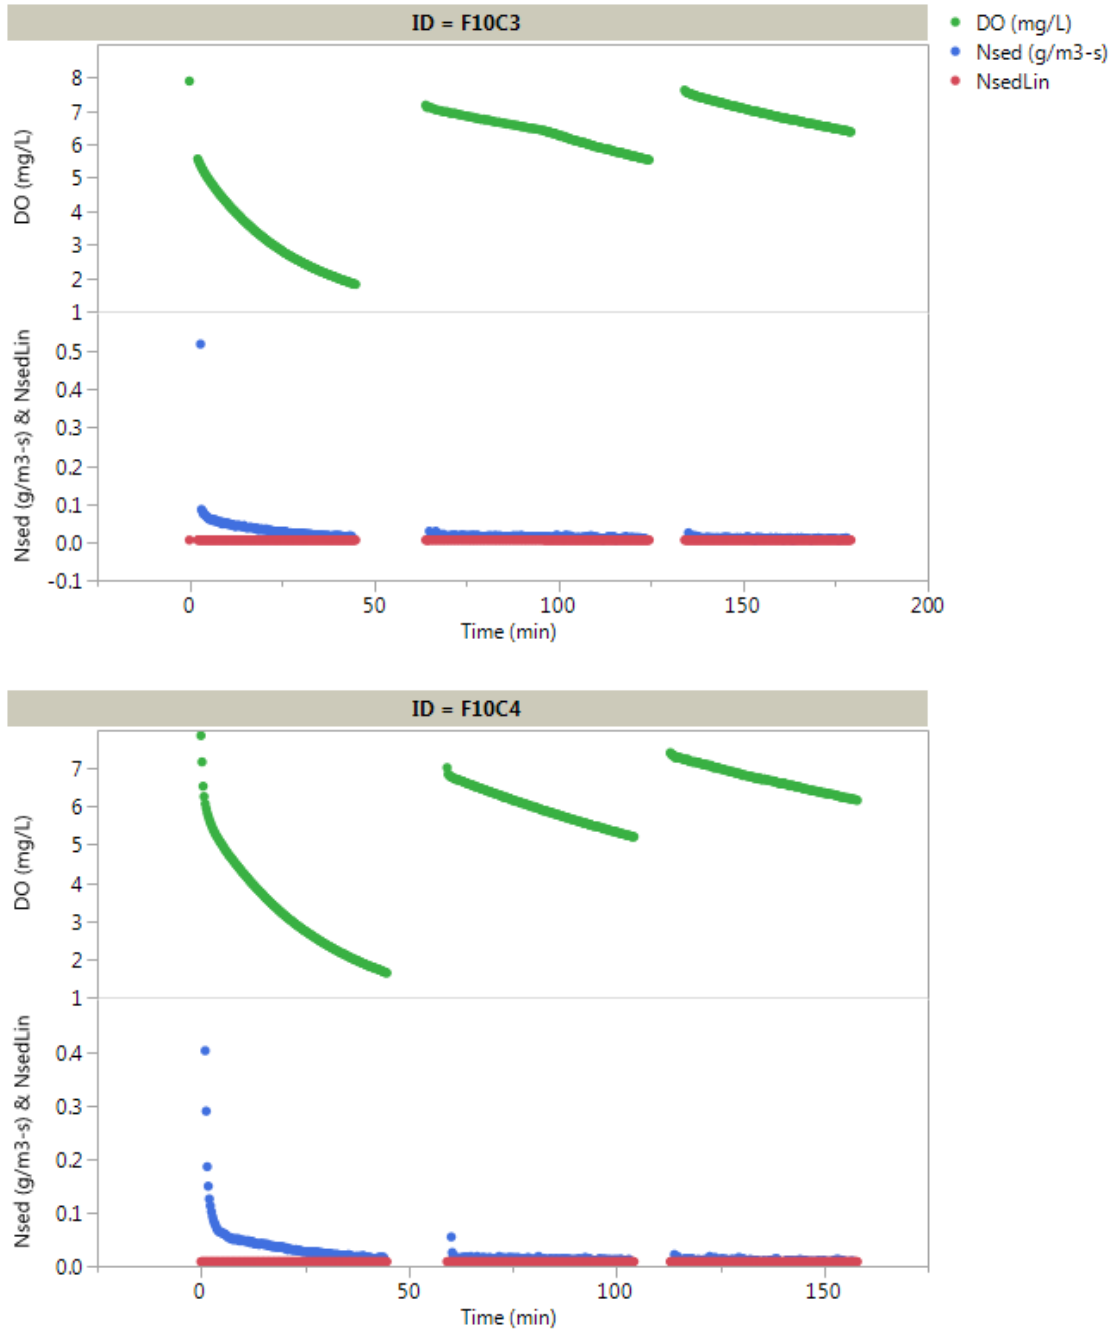 ID = F10C3
DO (mg/L)
Nsed (g/m3-s)
NsedLin
DO (mg/L)
8
7
6
5
4
3
2
1
Nsed (g/m3-s) & NsedLin
0.5
0.4
0.3
0.2
0.1
0.0
-0.1
0 50 100 150 200
Time (min)
ID = F10C4
DO (mg/L)
7
6
5
4
3
2
1
Nsed (g/m3-s) & NsedLin
0.4
0.3
0.2
0.1
0.0
0 50 100 150
Time (min)